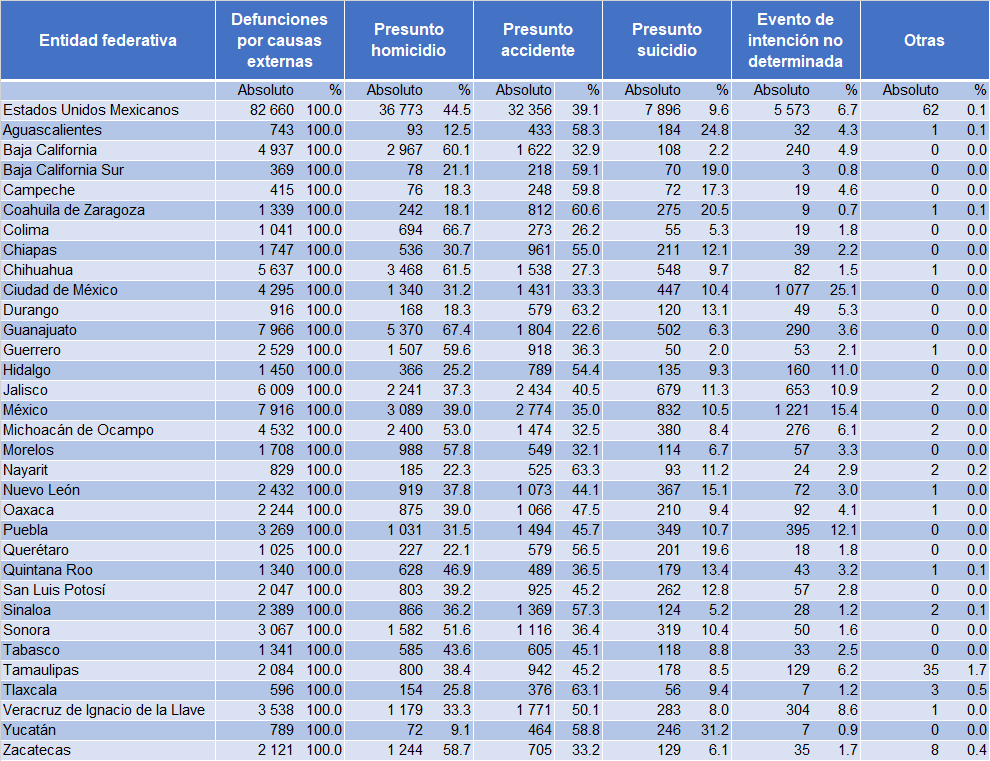 Entidad federativa Defunciones por causas externas Presunto homicidio Presunto accidente Presunto suicidio Evento de intención no determinada Otras
Absoluto % Absoluto % Absoluto % Absoluto % Absoluto % Absoluto %
Estados Unidos Mexicanos 82 660 100.0 36 773 44.5 32 356 39.1 7 896 9.6 5 573 6.7 62 0.1
Aguascalientes 743 100.0 93 12.5 433 58.3 184 24.8 32 4.3 1 0.1
Baja California 4 937 100.0 2 967 60.1 1 622 32.9 108 2.2 240 4.9 0 0.0
Baja California Sur 369 100.0 78 21.1 218 59.1 70 19.0 3 0.8 0 0.0
Campeche 415 100.0 76 18.3 248 59.8 72 17.3 19 4.6 0 0.0
Coahuila de Zaragoza 1 339 100.0 242 18.1 812 60.6 275 20.5 9 0.7 1 0.1
Colima 1 041 100.0 694 66.7 273 26.2 55 5.3 19 1.8 0 0.0
Chiapas 1 747 100.0 536 30.7 961 55.0 211 12.1 39 2.2 0 0.0
Chihuahua 5 637 100.0 3 468 61.5 1 538 27.3 548 9.7 82 1.5 1 0.0
Ciudad de México 4 295 100.0 1 340 31.2 1 431 33.3 447 10.4 1 077 25.1 0 0.0
Durango 916 100.0 168 18.3 579 63.2 120 13.1 49 5.3 0 0.0
Guanajuato 7 966 100.0 5 370 67.4 1 804 22.6 502 6.3 290 3.6 0 0.0
Guerrero 2 529 100.0 1 507 59.6 918 36.3 50 2.0 53 2.1 1 0.0
Hidalgo 1 450 100.0 366 25.2 789 54.4 135 9.3 160 11.0 0 0.0
Jalisco 6 009 100.0 2 241 37.3 2 434 40.5 679 11.3 653 10.9 2 0.0
México 7 916 100.0 3 089 39.0 2 774 35.0 832 10.5 1 221 15.4 0 0.0
Michoacán de Ocampo 4 532 100.0 2 400 53.0 1 474 32.5 380 8.4 276 6.1 2 0.0
Morelos 1 708 100.0 988 57.8 549 32.1 114 6.7 57 3.3 0 0.0
Nayarit 829 100.0 185 22.3 525 63.3 93 11.2 24 2.9 2 0.2
Nuevo León 2 432 100.0 919 37.8 1 073 44.1 367 15.1 72 3.0 1 0.0
Oaxaca 2 244 100.0 875 39.0 1 066 47.5 210 9.4 92 4.1 1 0.0
Puebla 3 269 100.0 1 031 31.5 1 494 45.7 349 10.7 395 12.1 0 0.0
Querétaro 1 025 100.0 227 22.1 579 56.5 201 19.6 18 1.8 0 0.0
Quintana Roo 1 340 100.0 628 46.9 489 36.5 179 13.4 43 3.2 1 0.1
San Luis Potosí 2 047 100.0 803 39.2 925 45.2 262 12.8 57 2.8 0 0.0
Sinaloa 2 389 100.0 866 36.2 1 369 57.3 124 5.2 28 1.2 2 0.1
Sonora 3 067 100.0 1 582 51.6 1 116 36.4 319 10.4 50 1.6 0 0.0
Tabasco 1 341 100.0 585 43.6 605 45.1 118 8.8 33 2.5 0 0.0
Tamaulipas 2 084 100.0 800 38.4 942 45.2 178 8.5 129 6.2 35 1.7
Tlaxcala 596 100.0 154 25.8 376 63.1 56 9.4 7 1.2 3 0.5
Veracruz de Ignacio de la Llave 3 538 100.0 1 179 33.3 1 771 50.1 283 8.0 304 8.6 1 0.0
Yucatán 789 100.0 72 9.1 464 58.8 246 31.2 7 0.9 0 0.0
Zacatecas 2 121 100.0 1 244 58.7 705 33.2 129 6.1 35 1.7 8 0.4